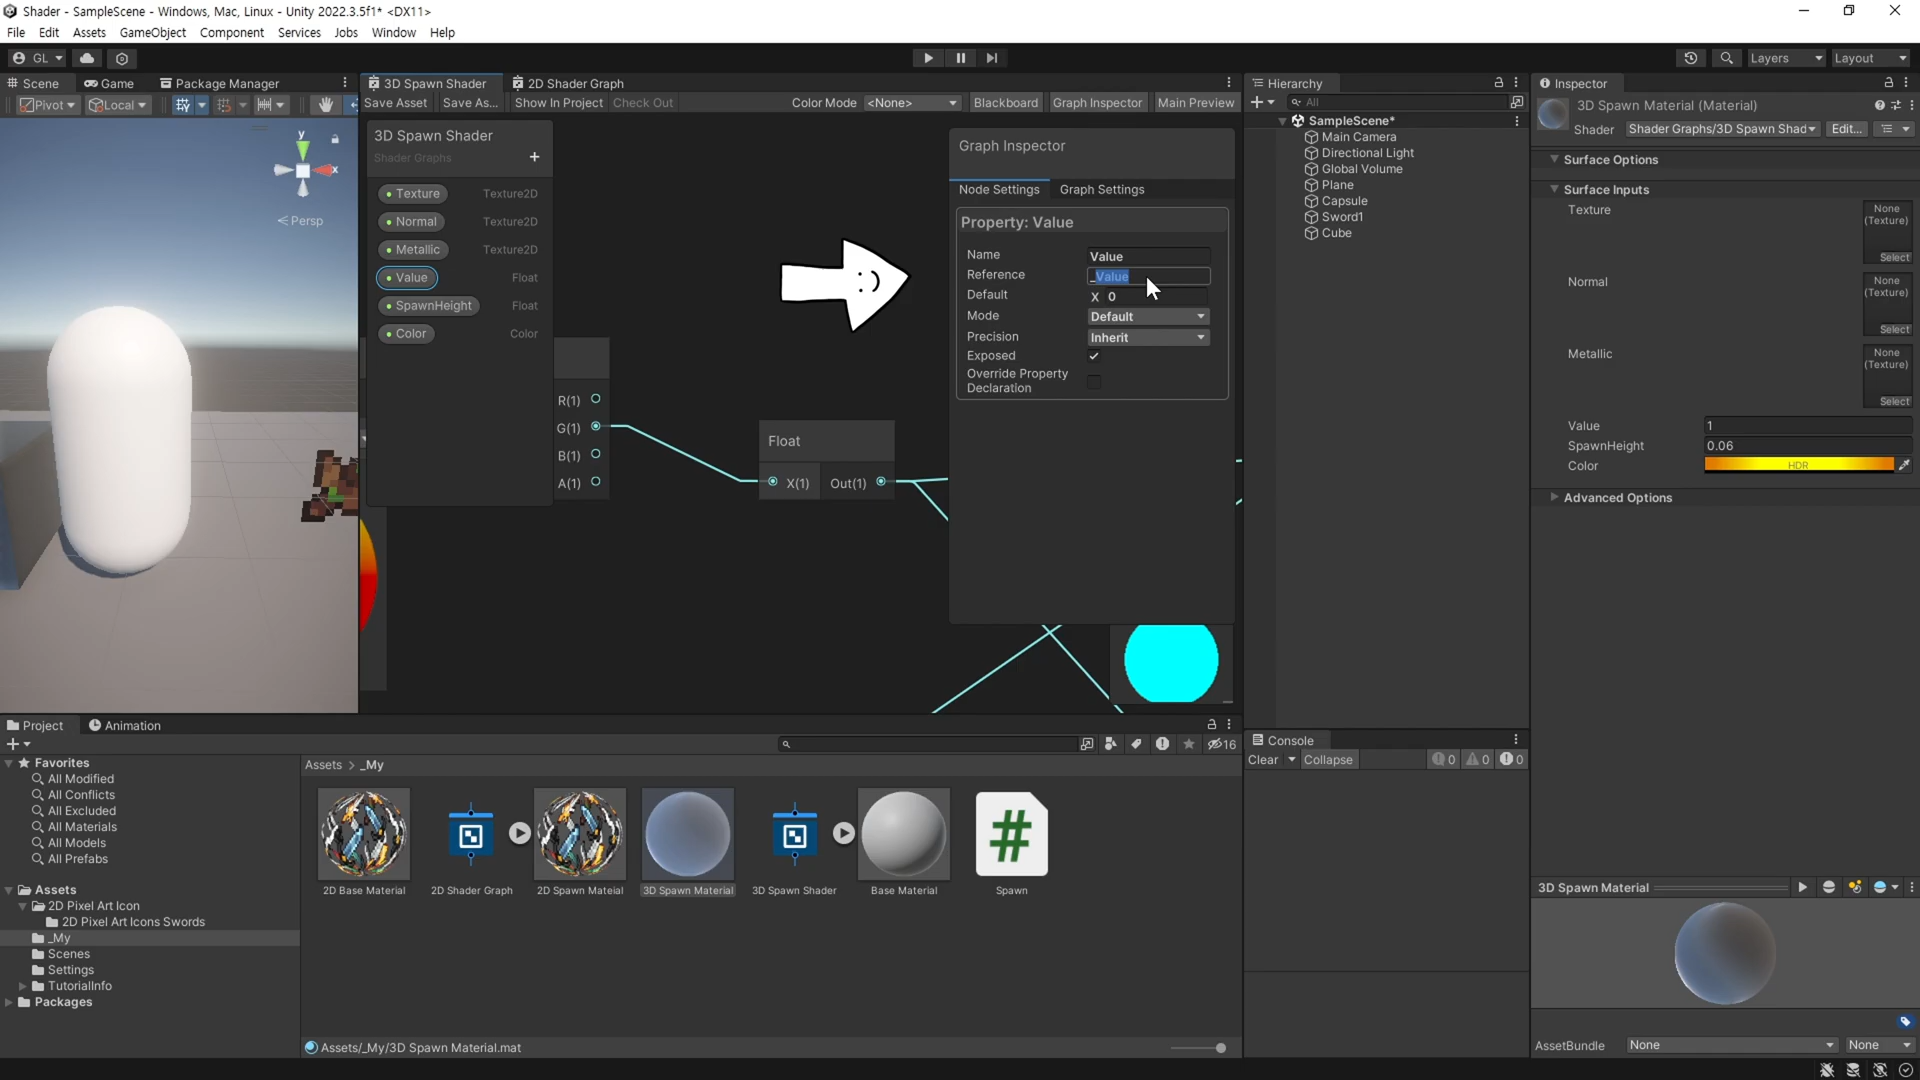 Shader - SampleScene - Windows, Mac, Linux - Unity 2022.3.5f1* <DX11>
File Edit Assets GameObject Component Services Jobs Window Help
GL Layers Layout
Scene Game Package Manager
Pivot Local
3D Spawn Shader 2D Shader Graph
Save Asset Save As... Show In Project Check Out Color Mode <None> Blackboard Graph Inspector Main Preview
y
x
Persp
3D Spawn Shader
Shader Graphs
Texture Texture2D
Normal Texture2D
Metallic Texture2D
Value Float
SpawnHeight Float
Color Color
R(1)
G(1)
B(1)
A(1)
Float
X(1) Out(1)
Graph Inspector
Node Settings Graph Settings
Property: Value
Name Value
Reference _Value
Default X 0
Mode Default
Precision Inherit
Exposed
Override Property
Declaration
Hierarchy
All
SampleScene*
Main Camera
Directional Light
Global Volume
Plane
Capsule
Sword1
Cube
Inspector
3D Spawn Material (Material)
Shader Shader Graphs/3D Spawn Shad Edit...
Surface Options
Surface Inputs
Texture None
(Texture)
Select
Normal None
(Texture)
Select
Metallic None
(Texture)
Select
Value 1
SpawnHeight 0.06
Color HDR
Advanced Options
Project Animation
16
Favorites
All Modified
All Conflicts
All Excluded
All Materials
All Models
All Prefabs
Assets
2D Pixel Art Icon
2D Pixel Art Icons Swords
_My
Scenes
Settings
TutorialInfo
Packages
Assets > _My
2D Base Material 2D Shader Graph 2D Spawn Mateial 3D Spawn Material 3D Spawn Shader Base Material Spawn
Assets/_My/3D Spawn Material.mat
Console
Clear Collapse 0 0 0
3D Spawn Material
AssetBundle None None